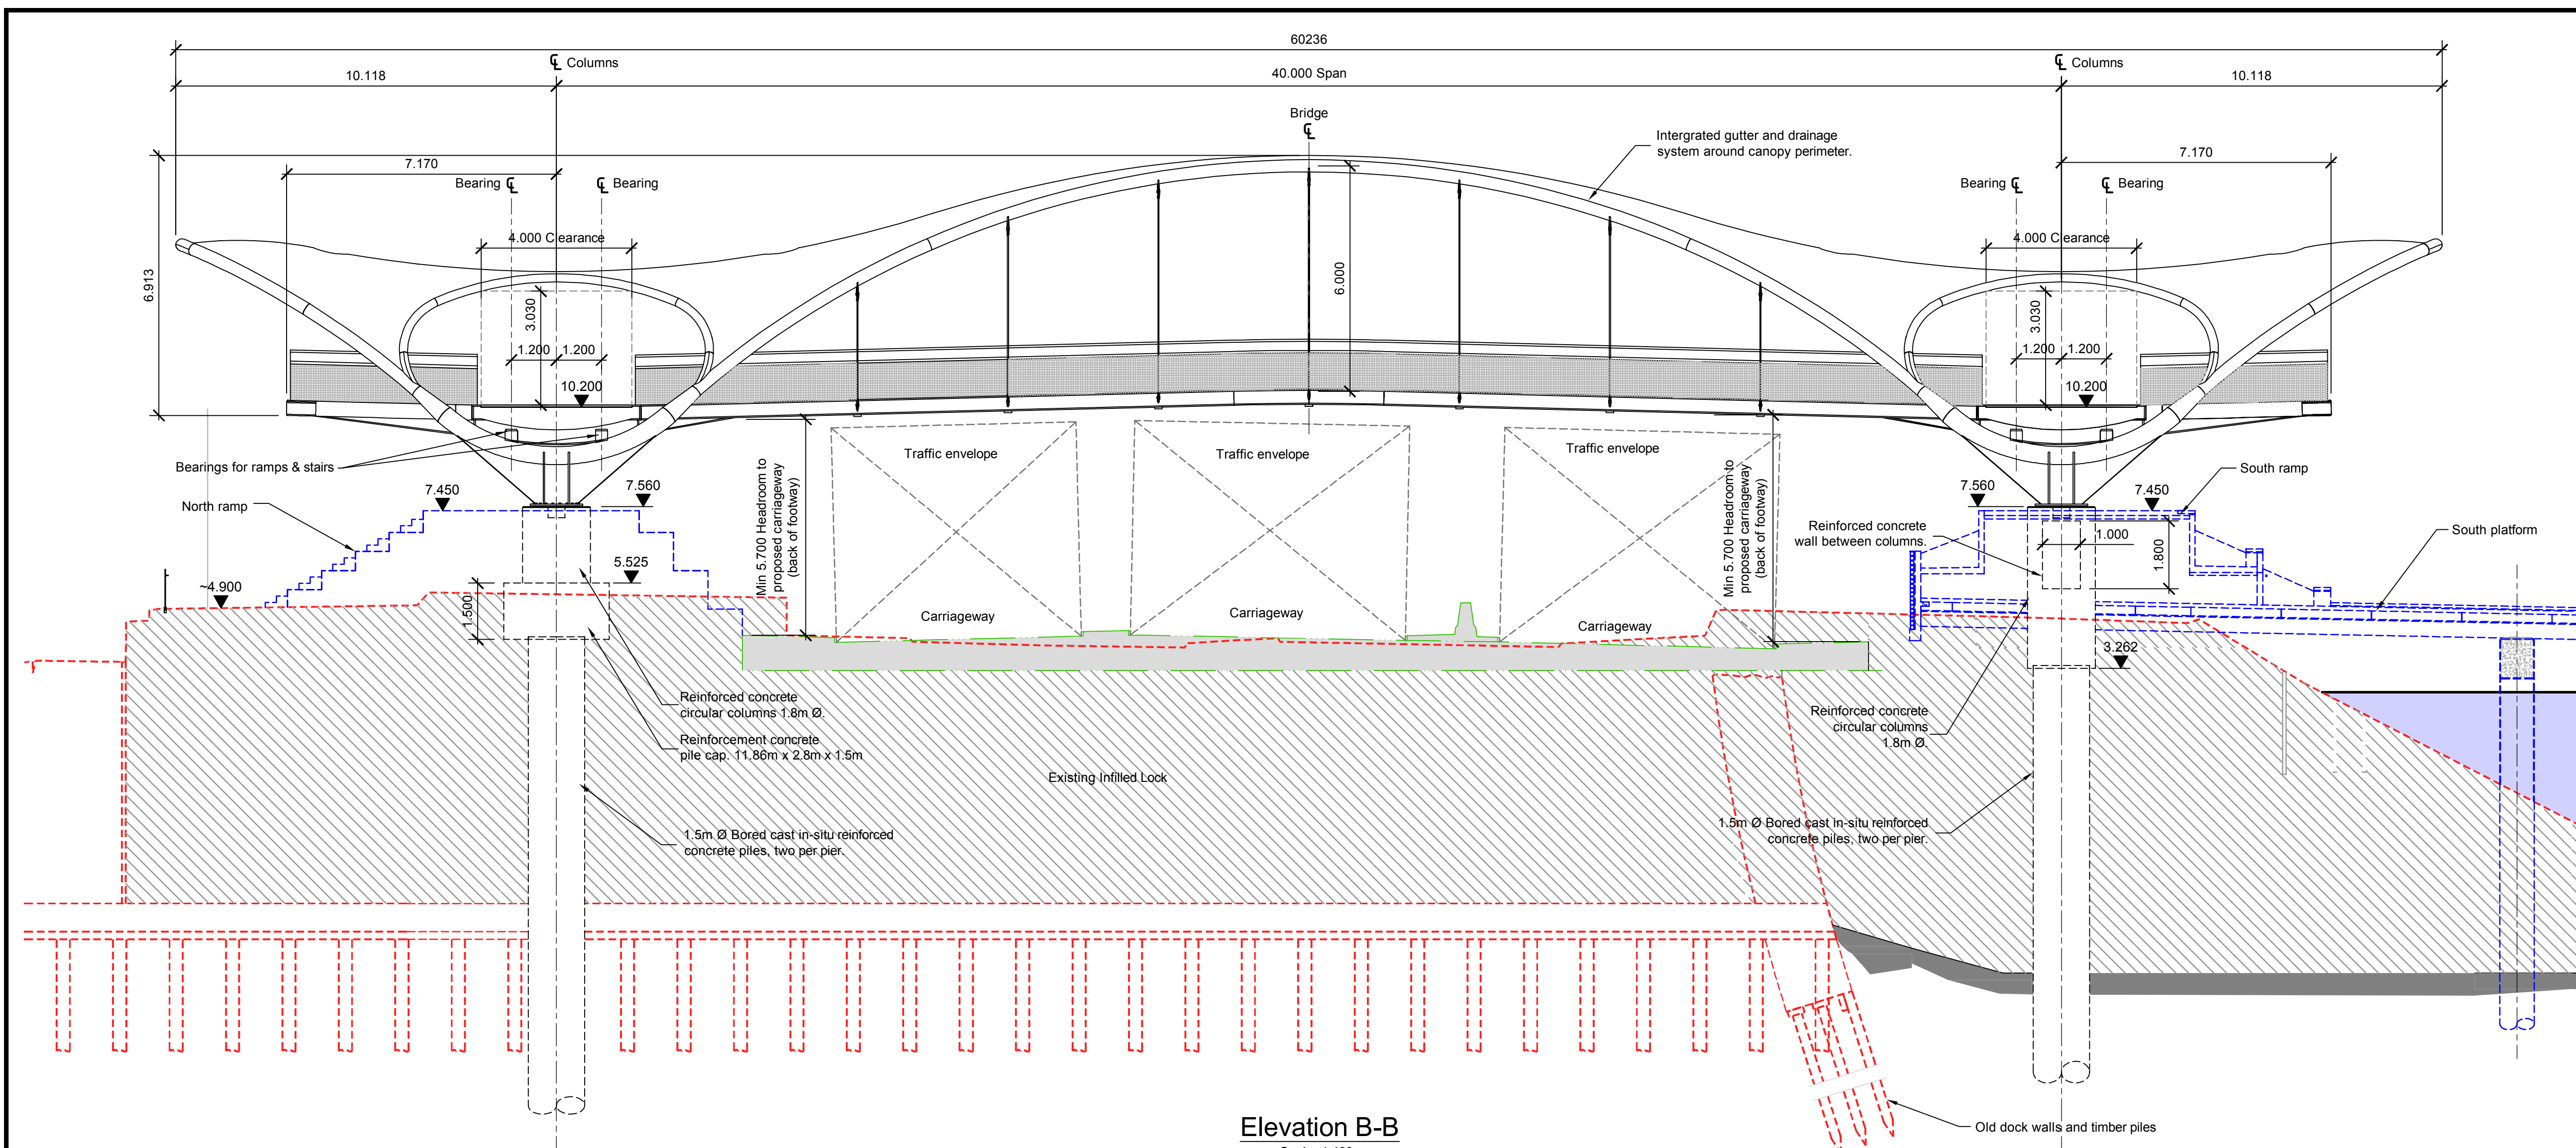 60236
℄ Columns
℄ Columns
10.118
40.000 Span
10.118
Bridge
℄
Intergrated gutter and drainage
system around canopy perimeter.
7.170
7.170
Bearing ℄
℄ Bearing
Bearing ℄
℄ Bearing
4.000 Clearance
4.000 Clearance
6.913
6.000
3.030
3.030
1.200
1.200
1.200
1.200
10.200
10.200
Traffic envelope
Traffic envelope
Traffic envelope
Min 5.700 Headroom to
proposed carriageway
(back of footway)
Min 5.700 Headroom to
proposed carriageway
(back of footway)
Bearings for ramps & stairs
South ramp
7.450
7.560
7.560
7.450
North ramp
Reinforced concrete
wall between columns.
1.000
1.800
South platform
5.525
~4.900
1.500
Carriageway
Carriageway
Carriageway
3.262
Reinforced concrete
circular columns 1.8m Ø.
Reinforced concrete
circular columns
1.8m Ø.
Reinforcement concrete
pile cap. 11.86m x 2.8m x 1.5m
Existing Infilled Lock
1.5m Ø Bored cast in-situ reinforced
concrete piles, two per pier.
1.5m Ø Bored cast in-situ reinforced
concrete piles, two per pier.
Elevation B-B
Old dock walls and timber piles